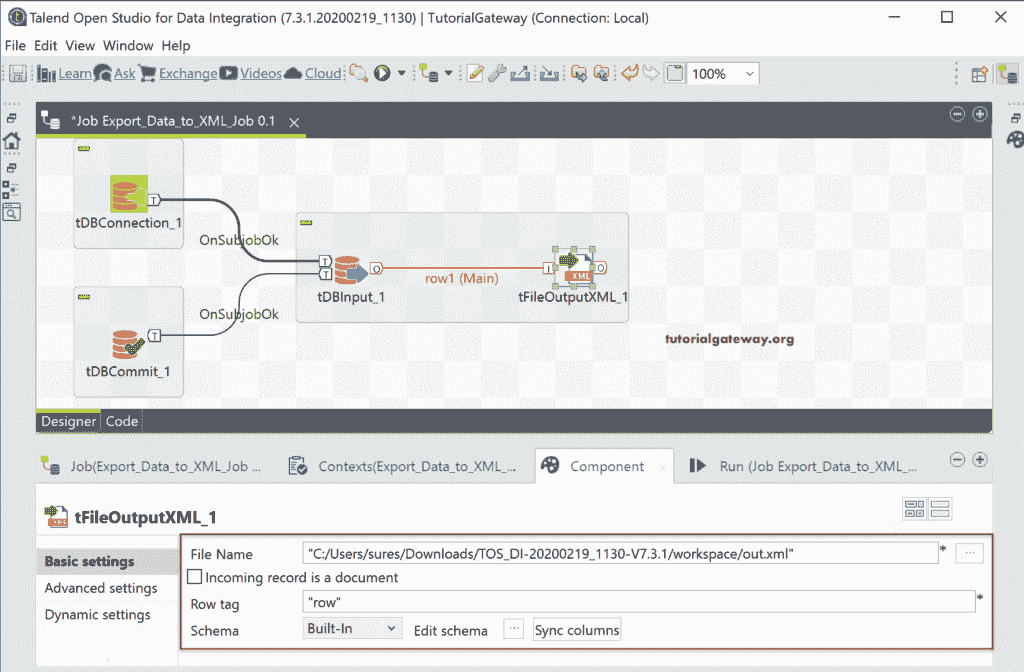 Talend Open Studio for Data Integration (7.3.1.20200219_1130) | TutorialGateway (Connection: Local)
File Edit View Window Help
Learn Ask Exchange Videos Cloud 100%
*Job Export_Data_to_XML_Job 0.1
tDBConnection_1
T
OnSubjobOk
T
T
O
row1 (Main)
I
XML
O
tDBInput_1
tFileOutputXML_1
OnSubjobOk
T
tDBCommit_1
tutorialgateway.org
Designer Code
Job(Export_Data_to_XML_Job ... Contexts(Export_Data_to_XML_... Component Run (Job Export_Data_to_XML_...
XML
tFileOutputXML_1
Basic settings
Advanced settings
Dynamic settings
File Name "C:/Users/sures/Downloads/TOS_DI-20200219_1130-V7.3.1/workspace/out.xml" * ...
Incoming record is a document
Row tag "row" *
Schema Built-In Edit schema ... Sync columns